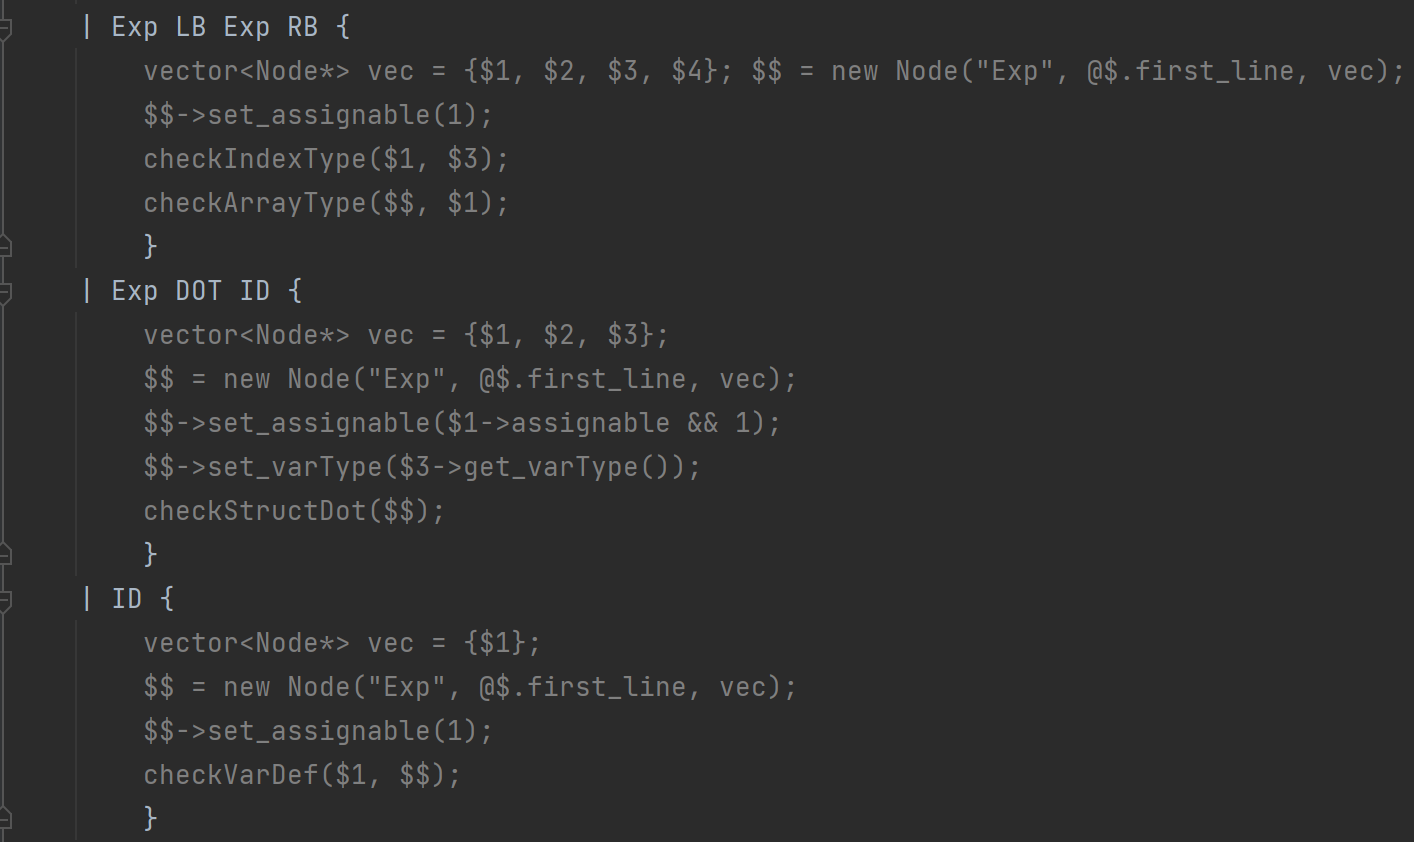 | Exp LB Exp RB {
vector<Node*> vec = {$1, $2, $3, $4}; $$ = new Node("Exp", @$.first_line, vec);
$$->set_assignable(1);
checkIndexType($1, $3);
checkArrayType($$, $1);
}
| Exp DOT ID {
vector<Node*> vec = {$1, $2, $3};
$$ = new Node("Exp", @$.first_line, vec);
$$->set_assignable($1->assignable && 1);
$$->set_varType($3->get_varType());
checkStructDot($$);
}
| ID {
vector<Node*> vec = {$1};
$$ = new Node("Exp", @$.first_line, vec);
$$->set_assignable(1);
checkVarDef($1, $$);
}